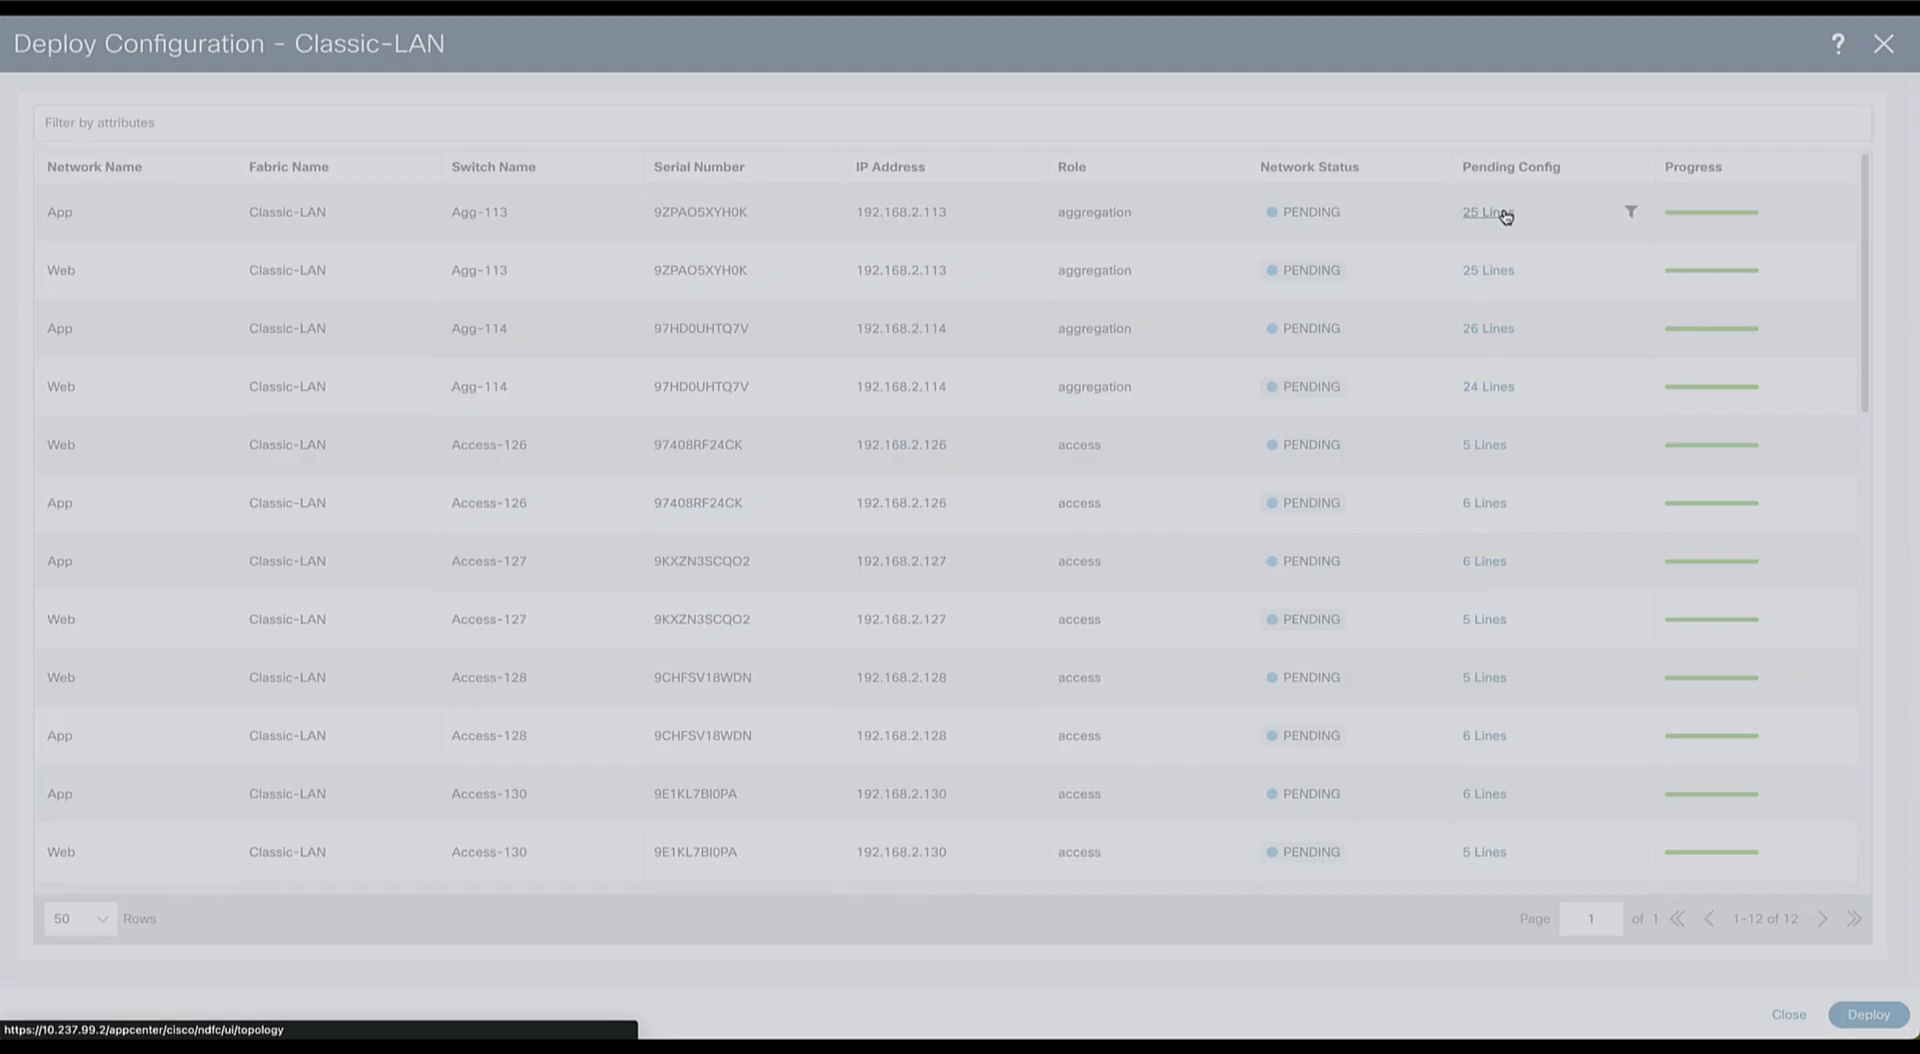 Deploy Configuration - Classic-LAN ?
Filter by attributes
Network Name Fabric Name Switch Name Serial Number IP Address Role Network Status Pending Config Progress
App Classic-LAN Agg-113 9ZPAO5XYH0K 192.168.2.113 aggregation PENDING 25 Lines
Web Classic-LAN Agg-113 9ZPAO5XYH0K 192.168.2.113 aggregation PENDING 25 Lines
App Classic-LAN Agg-114 97HD0UHTQ7V 192.168.2.114 aggregation PENDING 26 Lines
Web Classic-LAN Agg-114 97HD0UHTQ7V 192.168.2.114 aggregation PENDING 24 Lines
Web Classic-LAN Access-126 97408RF24CK 192.168.2.126 access PENDING 5 Lines
App Classic-LAN Access-126 97408RF24CK 192.168.2.126 access PENDING 6 Lines
App Classic-LAN Access-127 9KXZN3SCQO2 192.168.2.127 access PENDING 6 Lines
Web Classic-LAN Access-127 9KXZN3SCQO2 192.168.2.127 access PENDING 5 Lines
Web Classic-LAN Access-128 9CHFSV18WDN 192.168.2.128 access PENDING 5 Lines
App Classic-LAN Access-128 9CHFSV18WDN 192.168.2.128 access PENDING 6 Lines
App Classic-LAN Access-130 9E1KL7BI0PA 192.168.2.130 access PENDING 6 Lines
Web Classic-LAN Access-130 9E1KL7BI0PA 192.168.2.130 access PENDING 5 Lines
50 Rows Page 1 of 1 1-12 of 12
Close Deploy
https://10.237.99.2/appcenter/cisco/ndfc/ui/topology